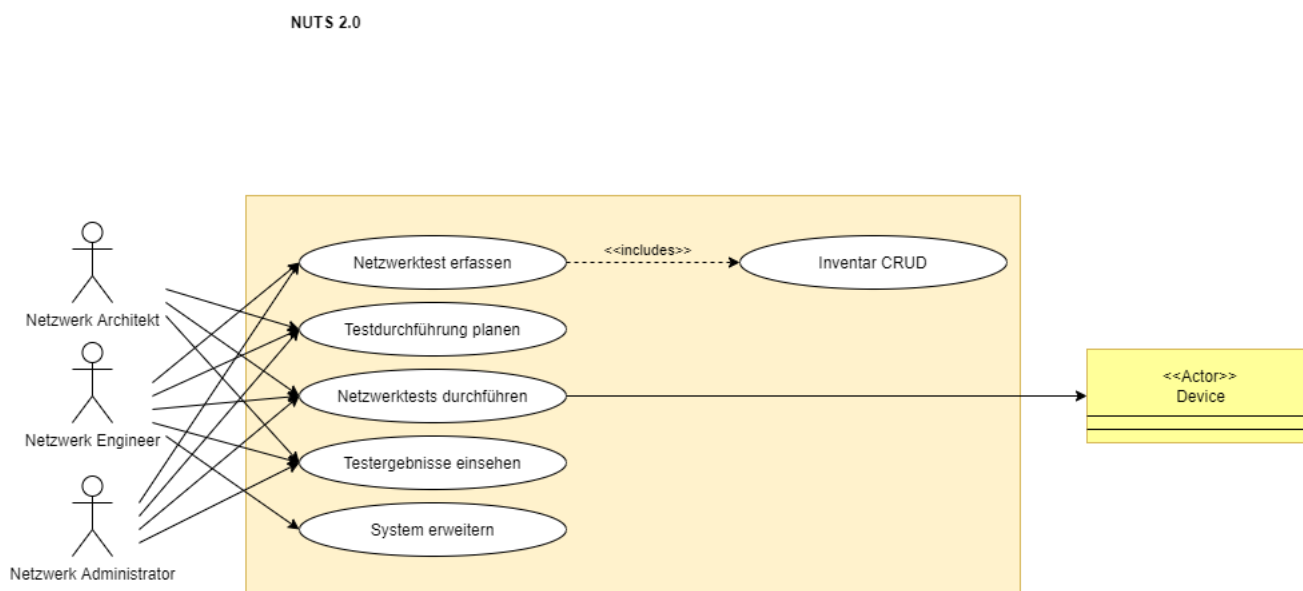 NUTS 2.0
Netzwerk Architekt
Netzwerk Engineer
Netzwerk Administrator
Netzwerktest erfassen
<<includes>>
Inventar CRUD
Testdurchführung planen
Netzwerktests durchführen
Testergebnisse einsehen
System erweitern
<<Actor>>
Device